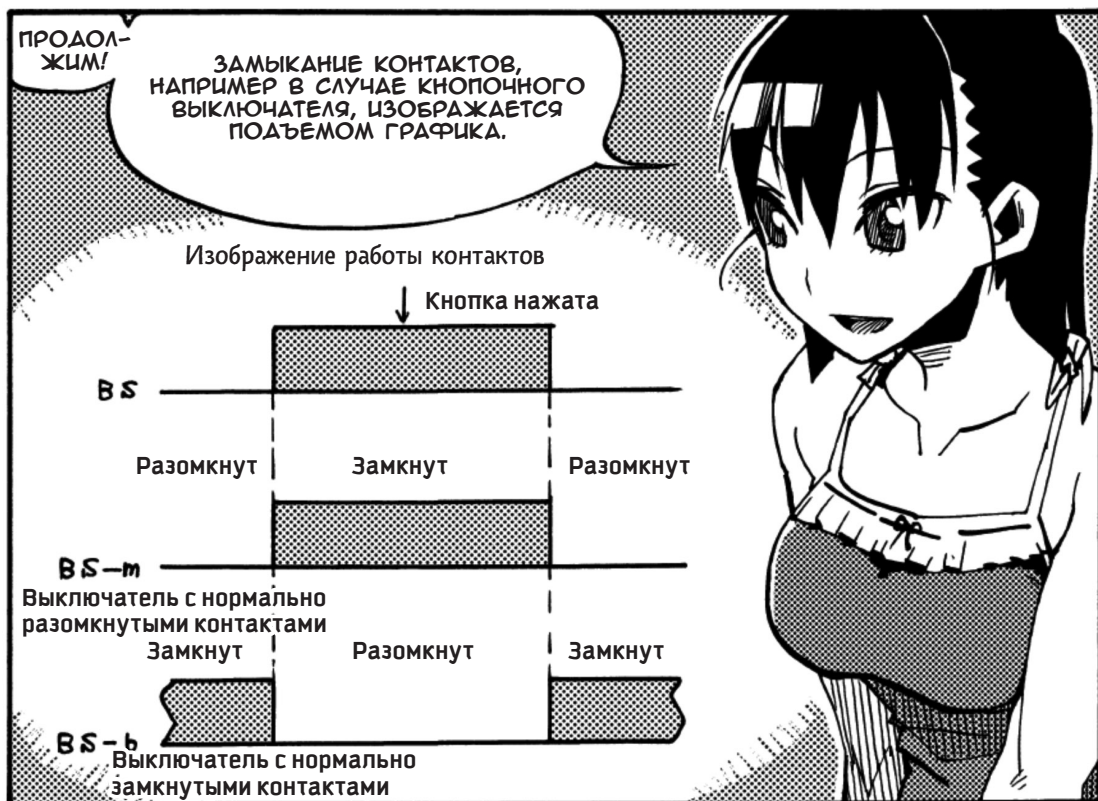 ПРОДОЛ-
ЖИМ!
ЗАМЫКАНИЕ КОНТАКТОВ,
НАПРИМЕР В СЛУЧАЕ КНОПОЧНОГО
ВЫКЛЮЧАТЕЛЯ, ИЗОБРАЖАЕТСЯ
ПОДЪЕМОМ ГРАФИКА.
Изображение работы контактов
Кнопка нажата
BS
Разомкнут Замкнут Разомкнут
BS-m
Выключатель с нормально
разомкнутыми контактами
Замкнут Разомкнут Замкнут
BS-b
Выключатель с нормально
замкнутыми контактами